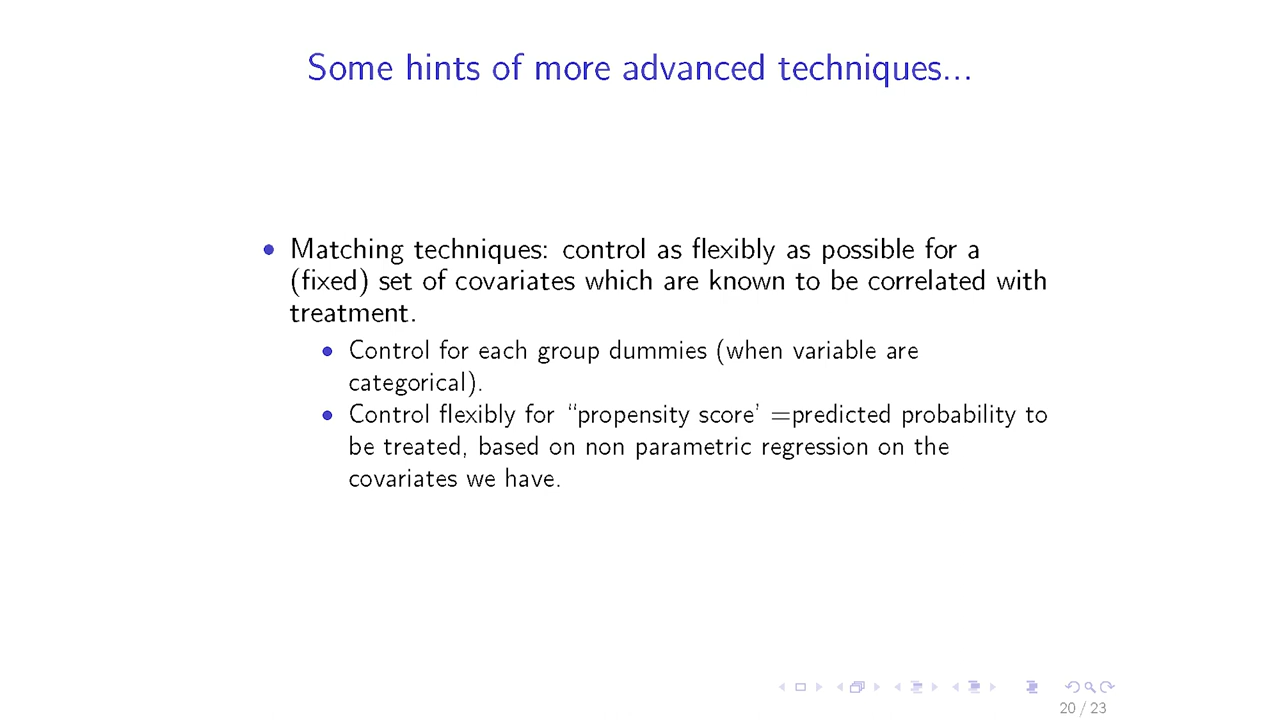 Some hints of more advanced techniques...
• Matching techniques: control as flexibly as possible for a
(fixed) set of covariates which are known to be correlated with
treatment.
• Control for each group dummies (when variable are
categorical).
• Control flexibly for “propensity score’ =predicted probability to
be treated, based on non parametric regression on the
covariates we have.
20 / 23